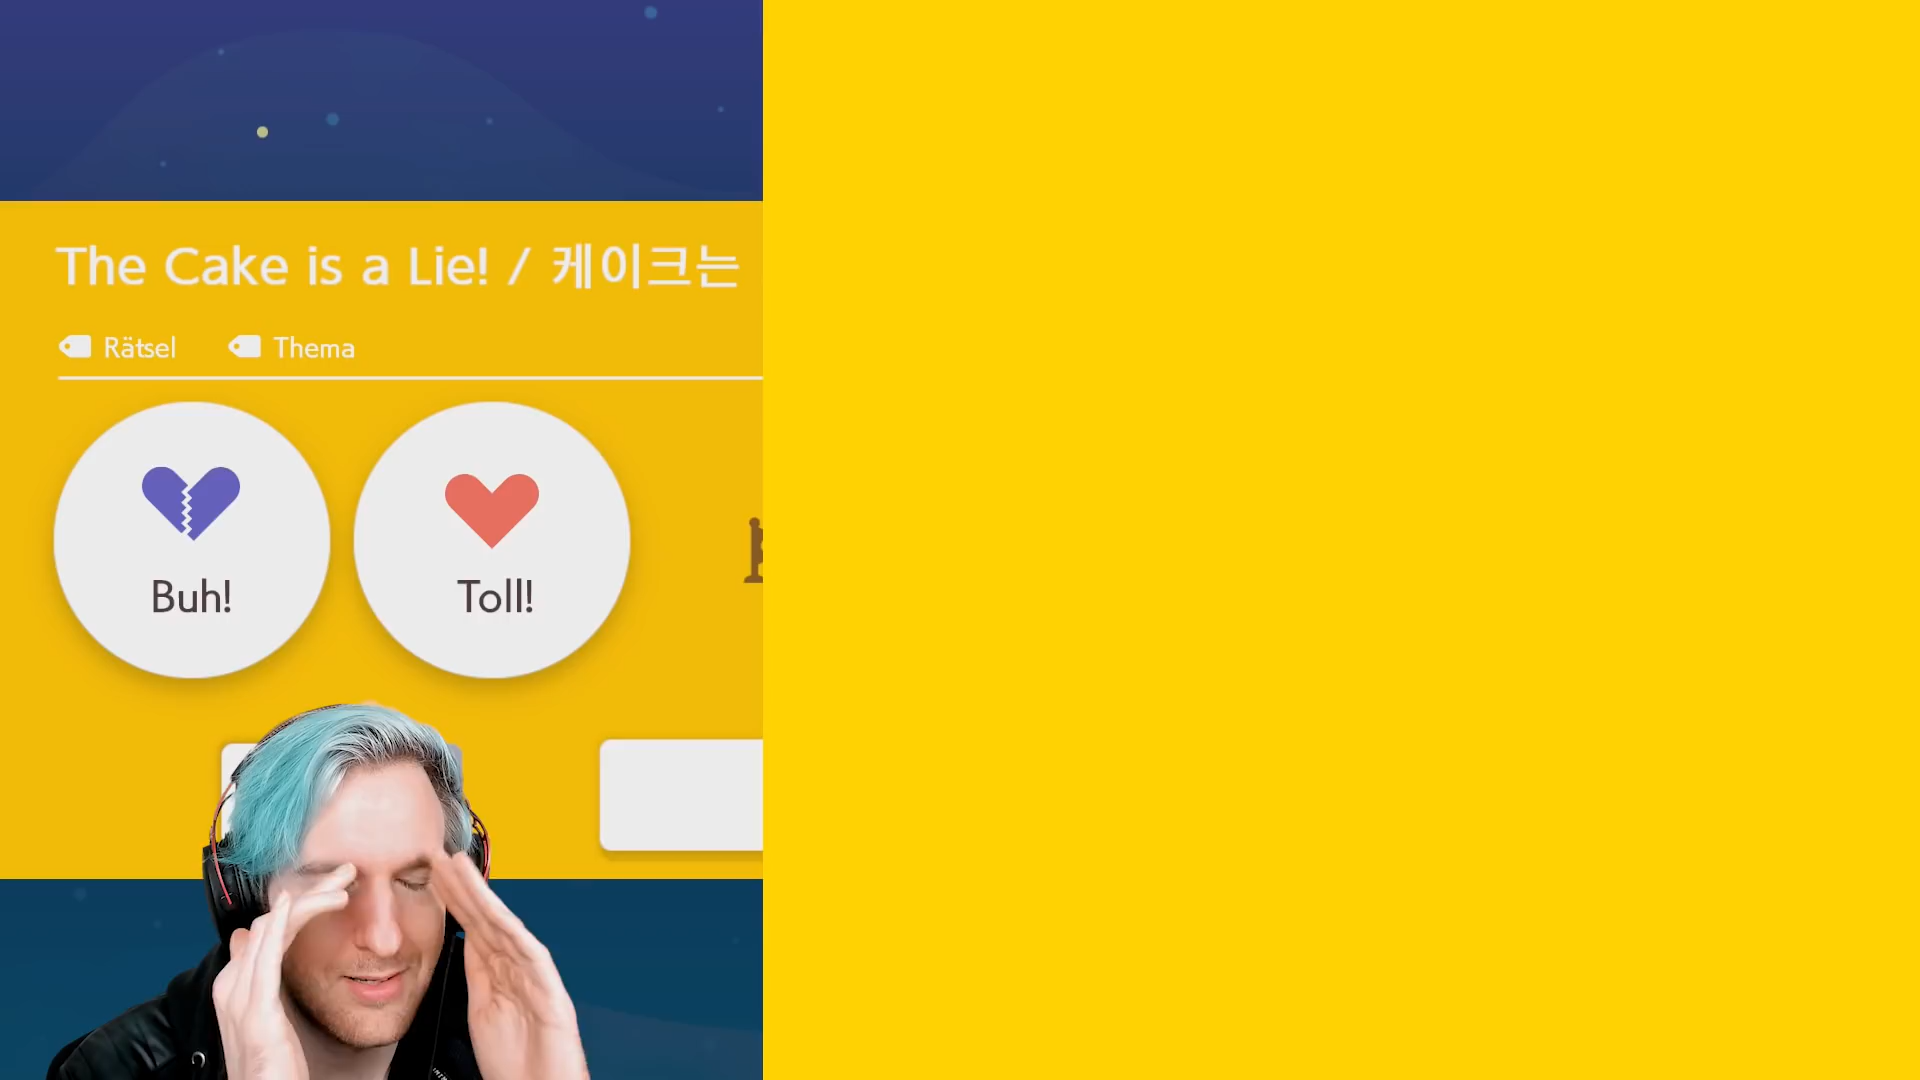 The Cake is a Lie! / 케이크는
Rätsel Thema
Buh! Toll!